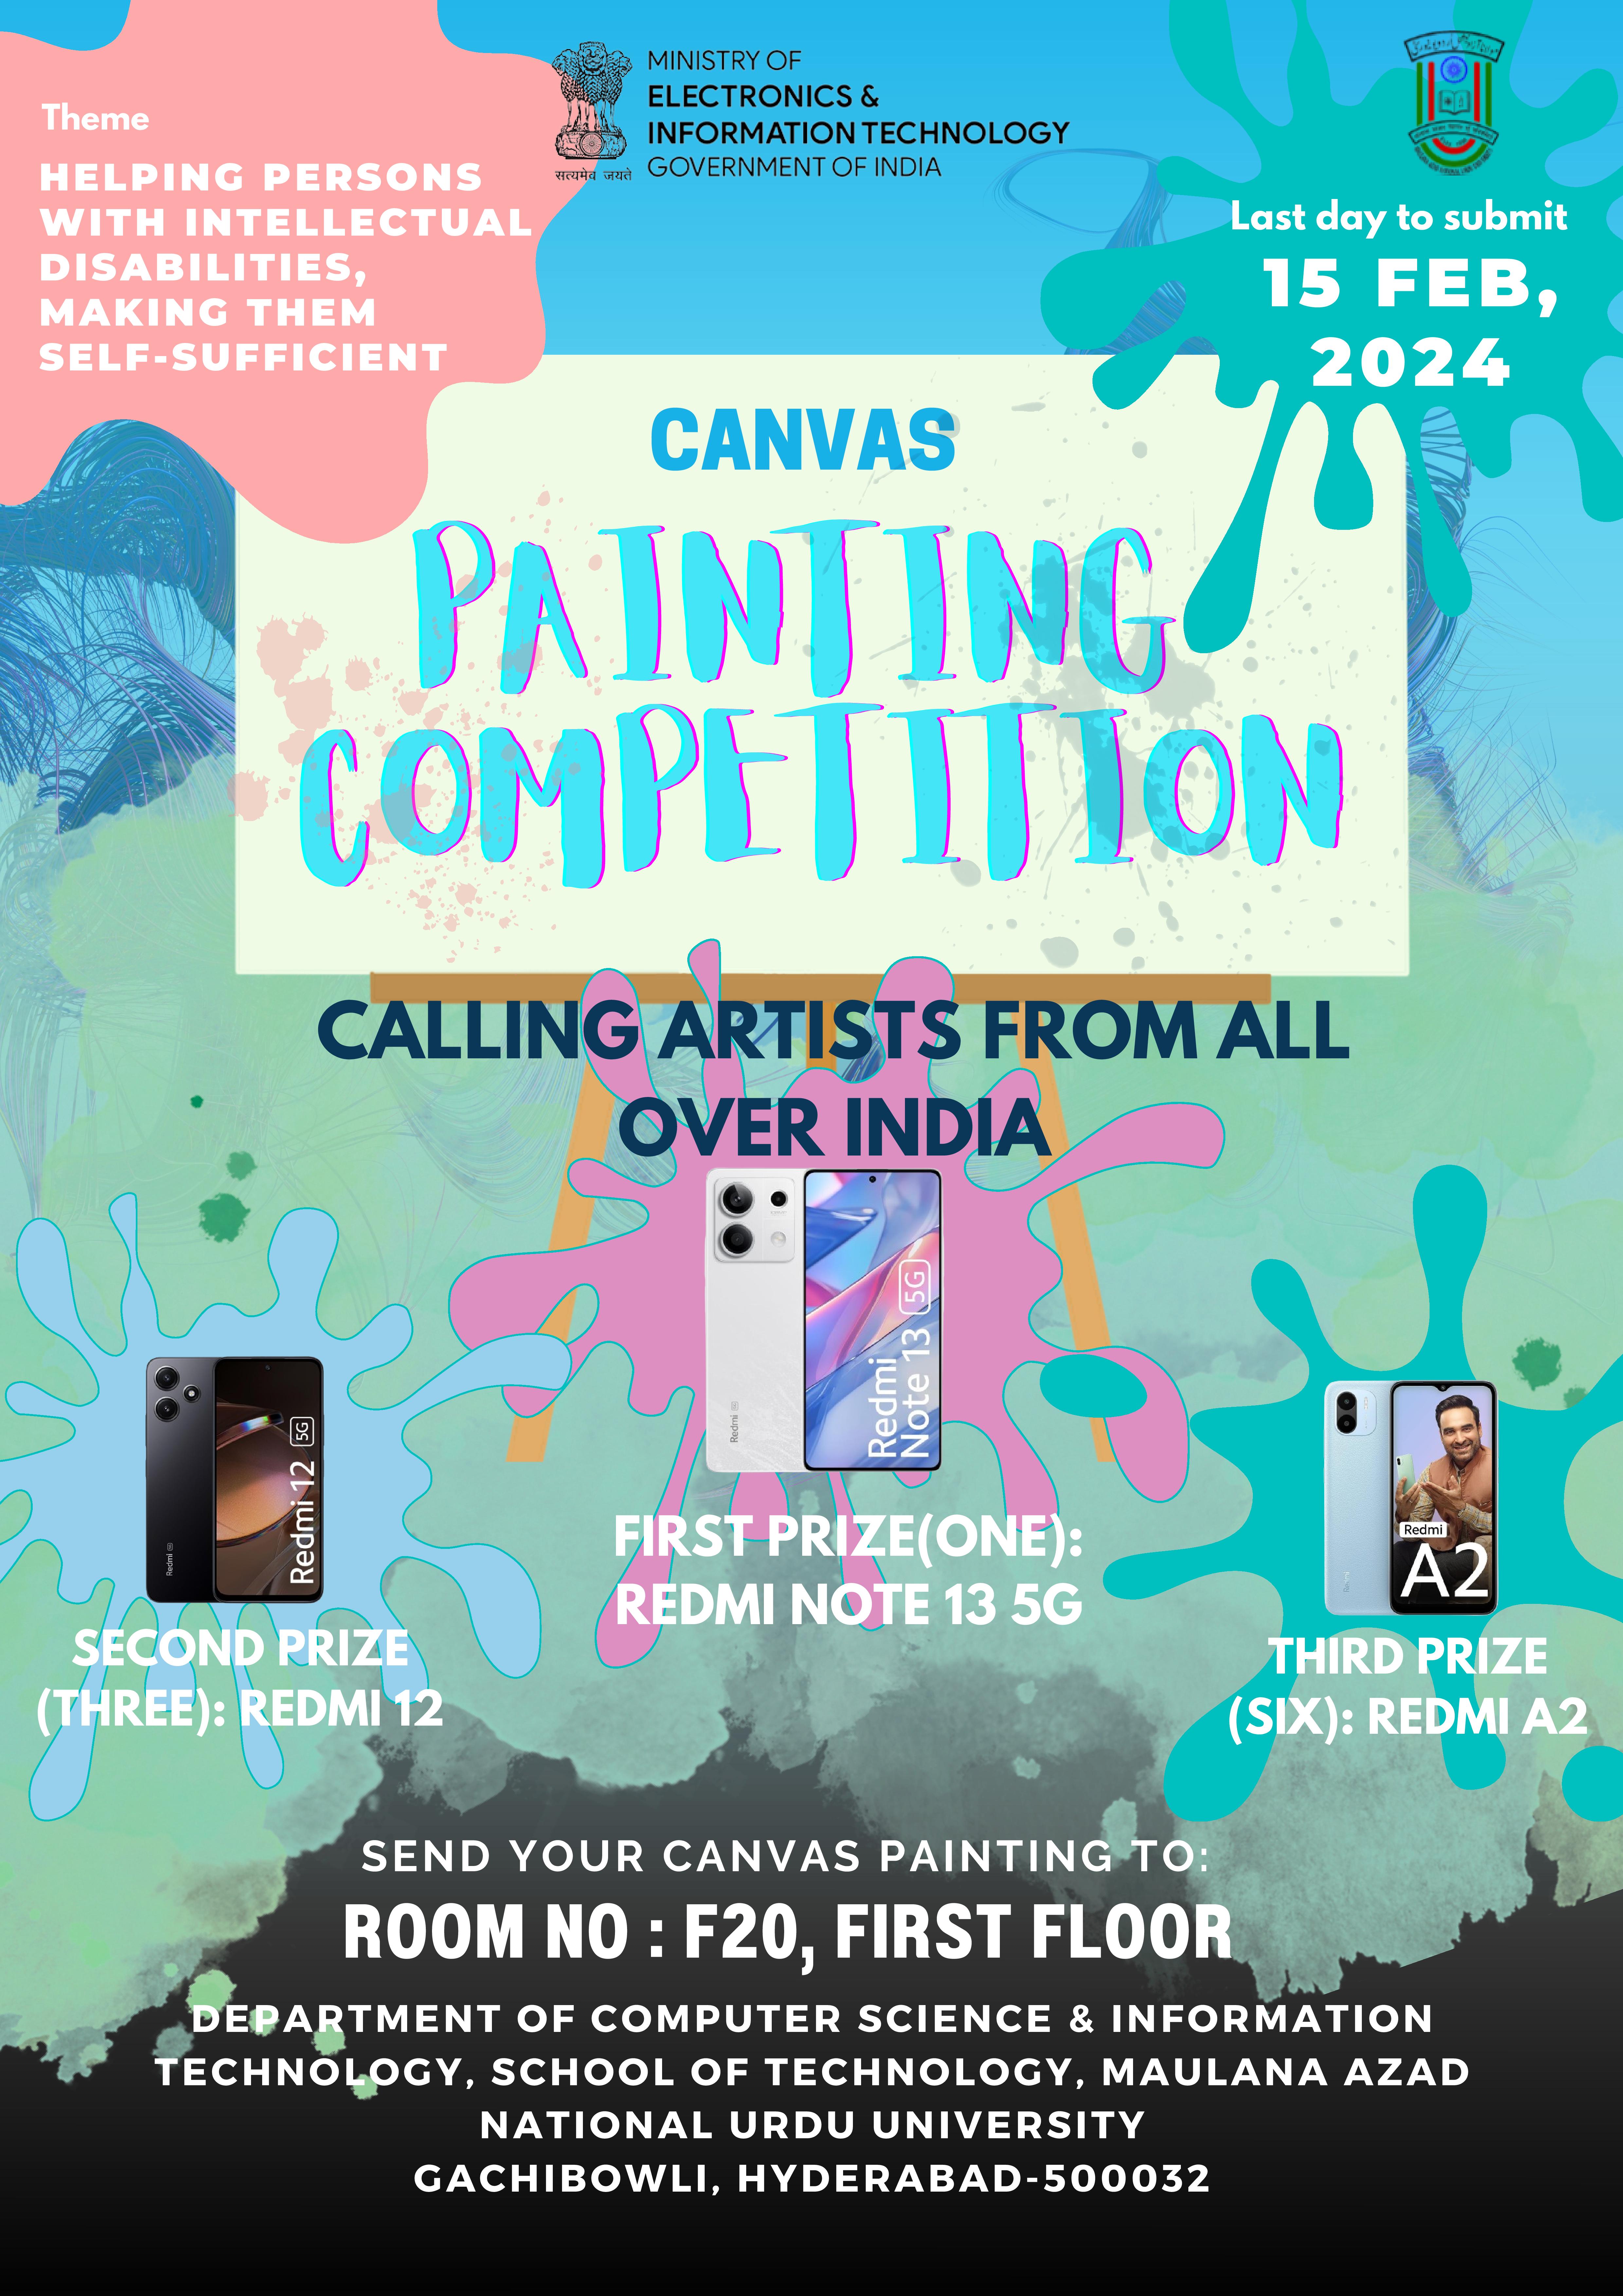 Theme
HELPING PERSONS
WITH INTELLECTUAL
DISABILITIES,
MAKING THEM
SELF-SUFFICIENT
सत्यमेव जयते
MINISTRY OF
ELECTRONICS &
INFORMATION TECHNOLOGY
GOVERNMENT OF INDIA
Last day to submit
15 FEB,
2024
CANVAS
PAINTING
COMPETITION
CALLING ARTISTS FROM ALL
OVER INDIA
Redmi
Redmi
Note 13 5G
FIRST PRIZE(ONE):
REDMI NOTE 13 5G
Redmi
Redmi 12 5G
SECOND PRIZE
(THREE): REDMI 12
Redmi
A2
THIRD PRIZE
(SIX): REDMI A2
SEND YOUR CANVAS PAINTING TO:
ROOM NO : F20, FIRST FLOOR
DEPARTMENT OF COMPUTER SCIENCE & INFORMATION
TECHNOLOGY, SCHOOL OF TECHNOLOGY, MAULANA AZAD
NATIONAL URDU UNIVERSITY
GACHIBOWLI, HYDERABAD-500032